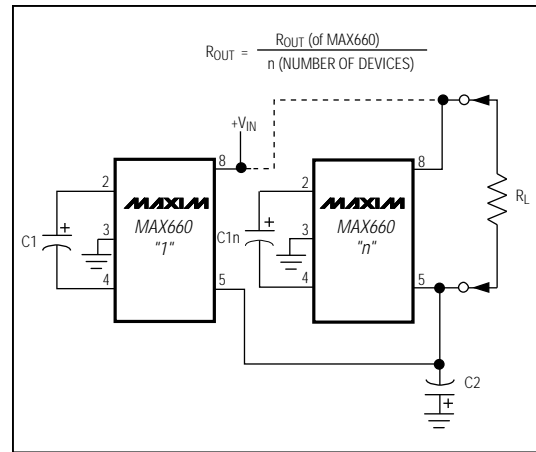 ROUT = ROUT (of MAX660)
n (NUMBER OF DEVICES)
+VIN
8
2
MAXIM
MAX660
"1"
3
4
5
C1
+
8
2
MAXIM
MAX660
"n"
3
4
5
C1n
+
RL
C2
+